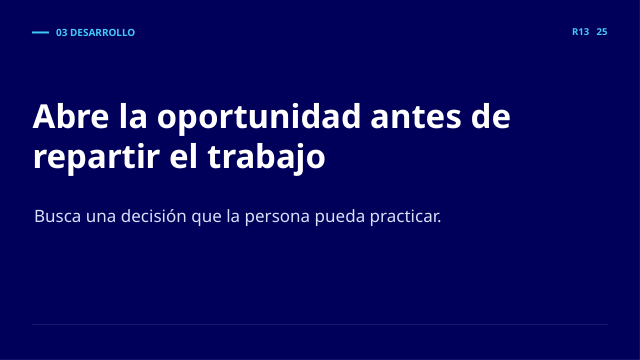 03 DESARROLLO
R13 25
Abre la oportunidad antes de
repartir el trabajo
Busca una decisión que la persona pueda practicar.